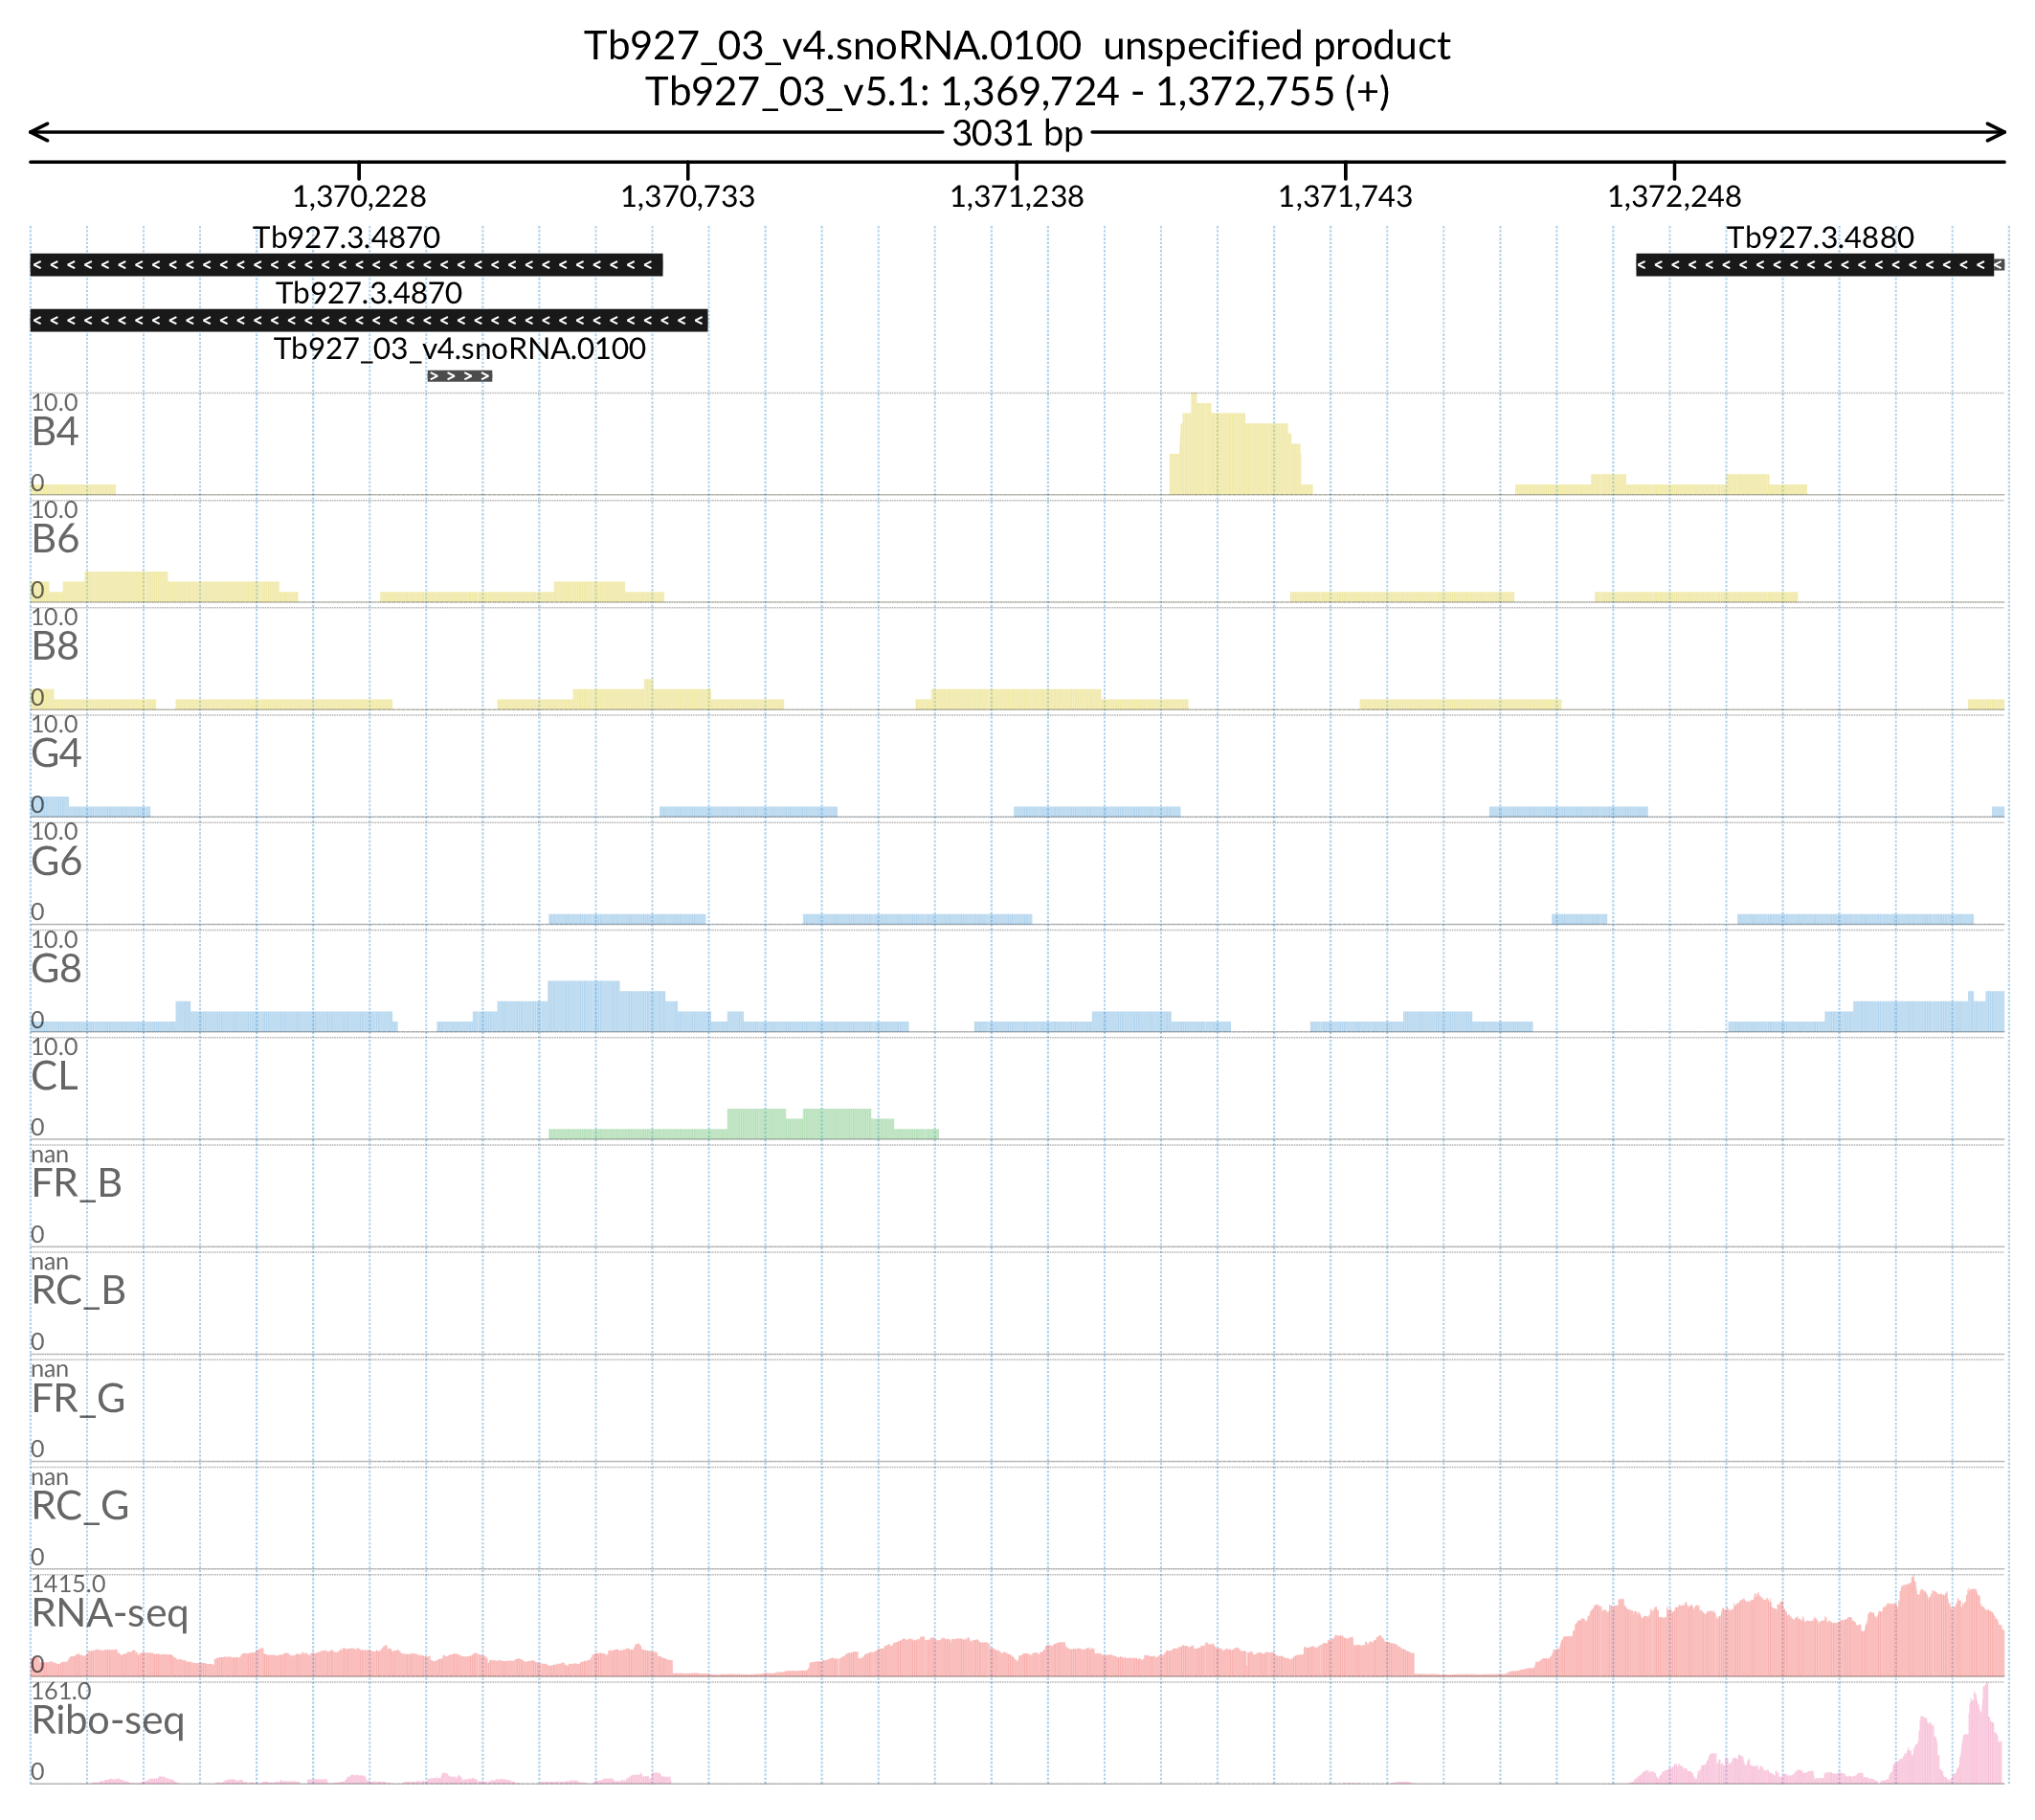 Tb927_03_v4.snoRNA.0100 unspecified product
Tb927_03_v5.1: 1,369,724 - 1,372,755 (+)
3031 bp
1,370,228 1,370,733 1,371,238 1,371,743 1,372,248
Tb927.3.4870 Tb927.3.4880
Tb927.3.4870
Tb927_03_v4.snoRNA.0100
10.0
B4
0
10.0
B6
0
10.0
B8
0
10.0
G4
0
10.0
G6
0
10.0
G8
0
10.0
CL
0
nan
FR_B
0
nan
RC_B
0
nan
FR_G
0
nan
RC_G
0
1415.0
RNA-seq
0
161.0
Ribo-seq
0